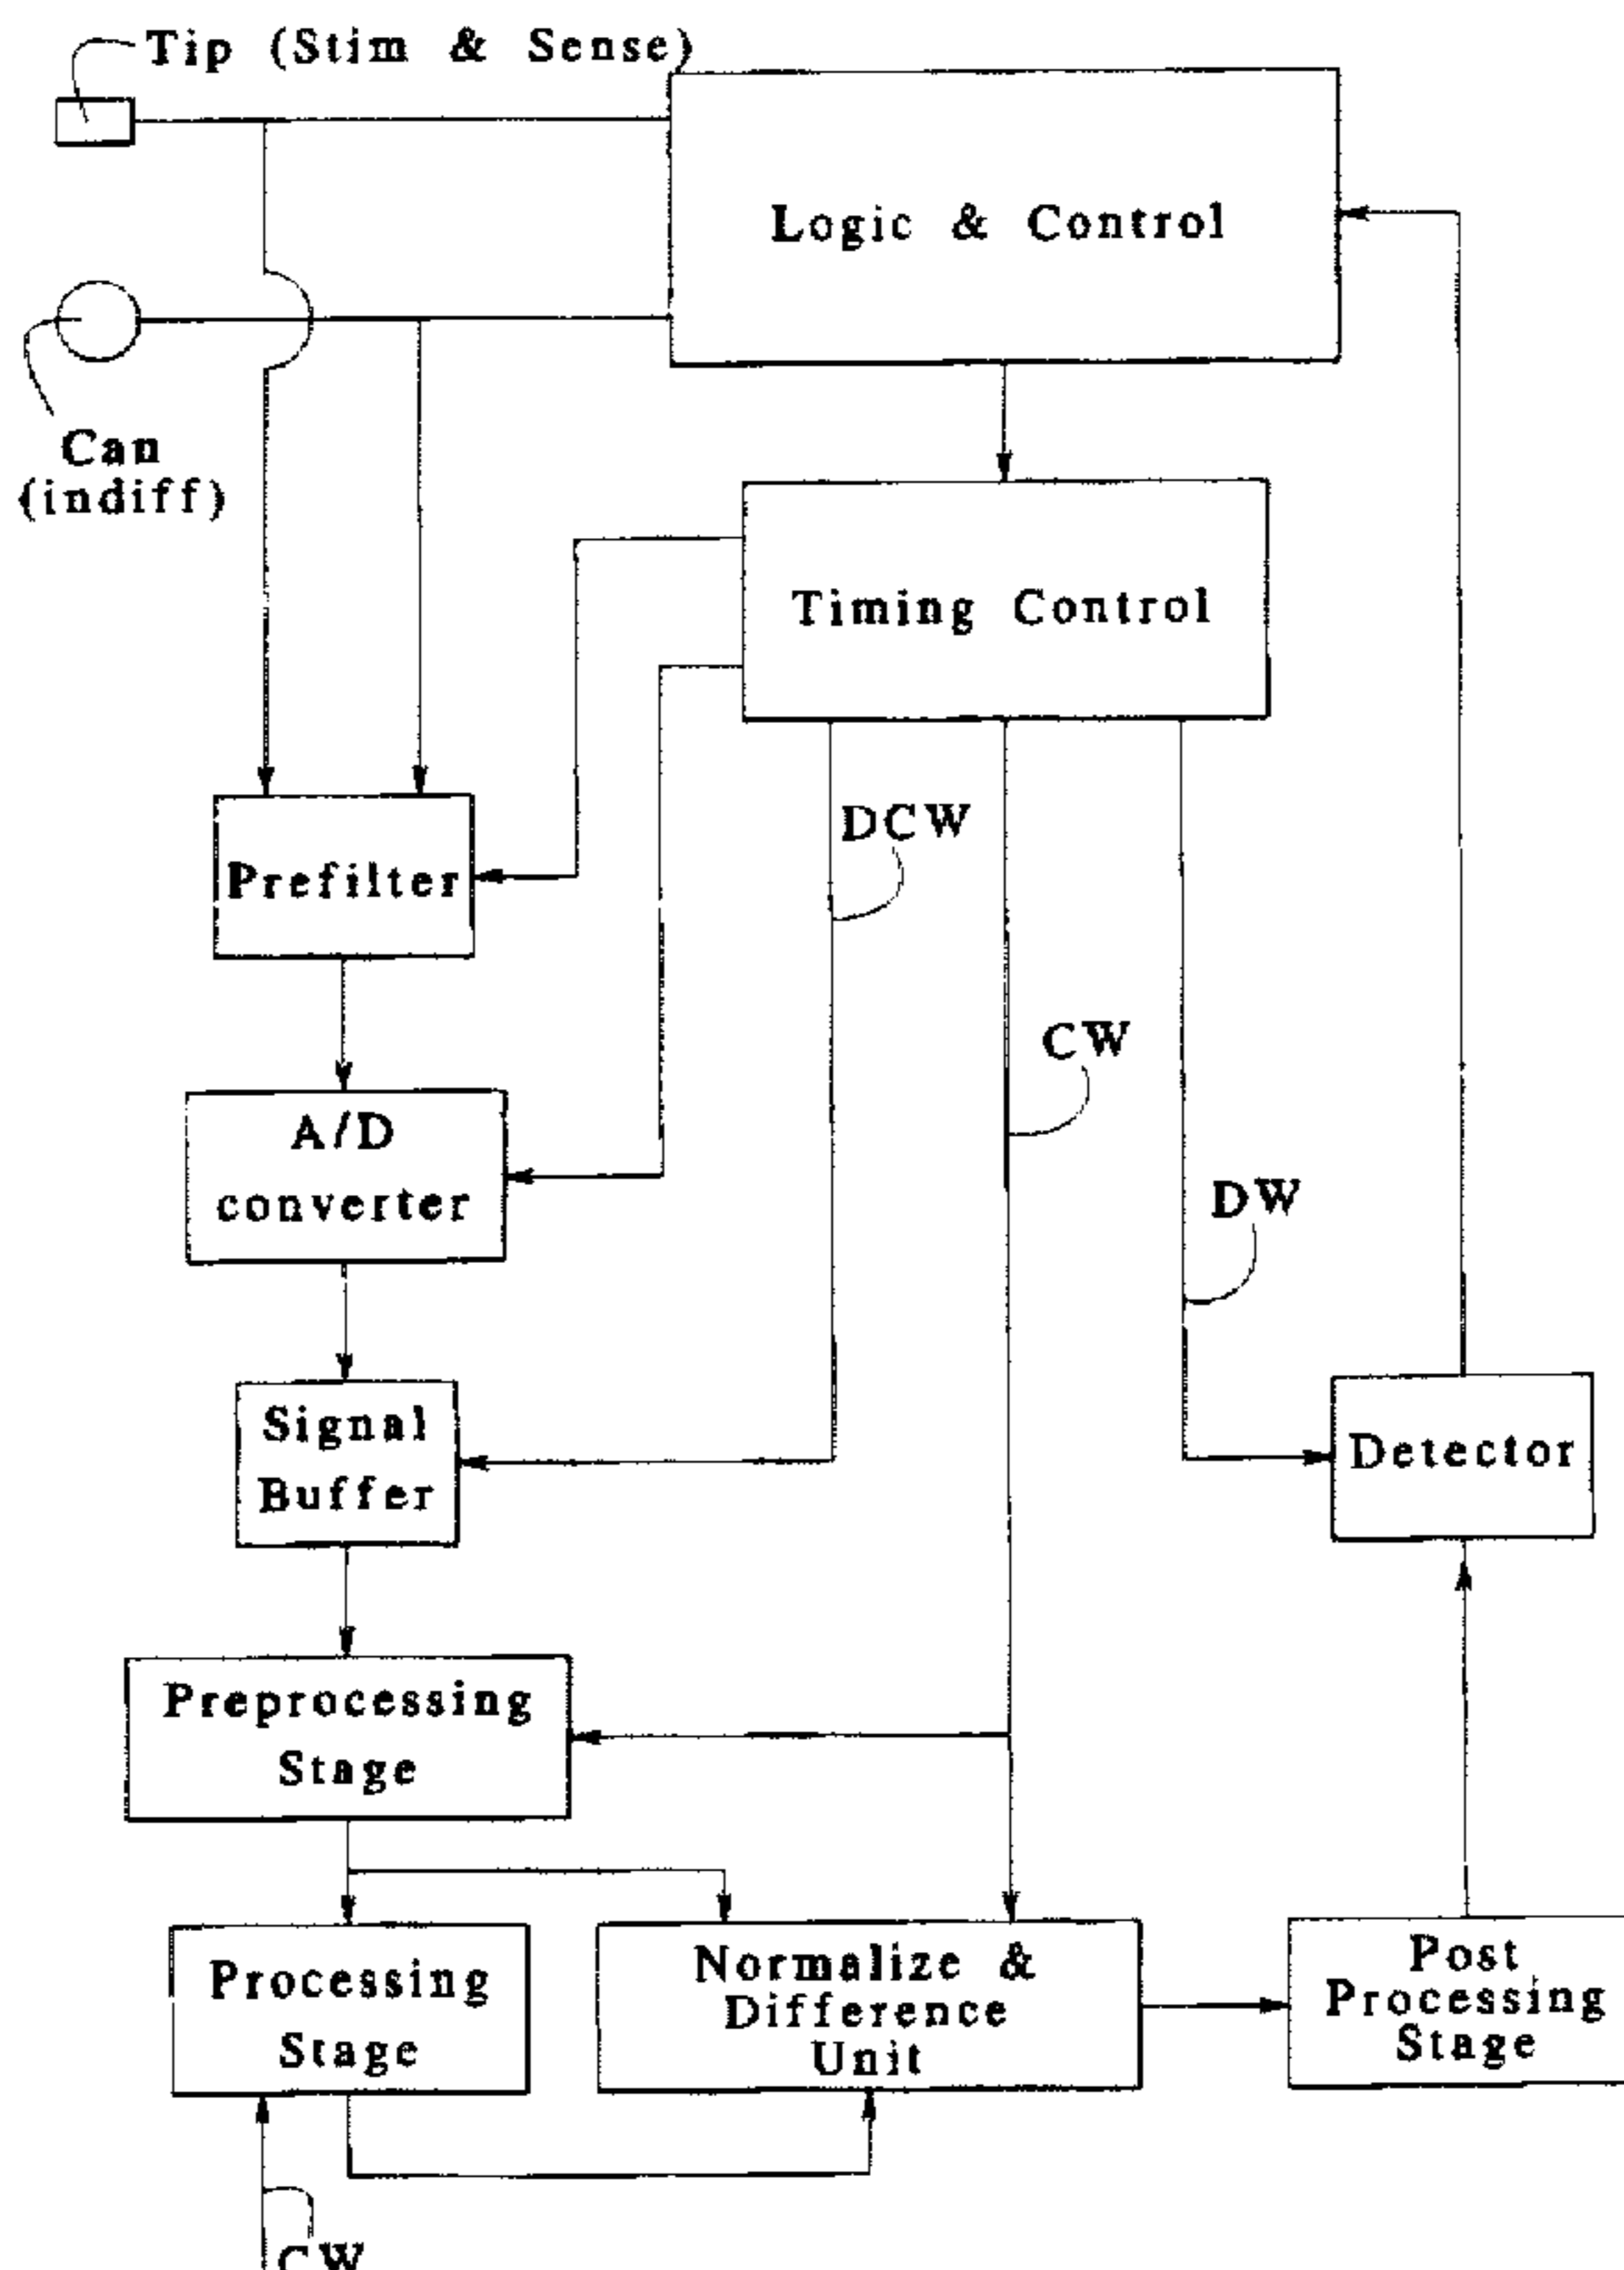 Tip (Stim & Sense)
Logic & Control
Can
(indiff)
Timing Control
DCW
Prefilter
CW
A/D
converter
DW
Signal
Buffer
Detector
Preprocessing
Stage
Processing
Stage
Normalize &
Difference
Unit
Post
Processing
Stage
CW